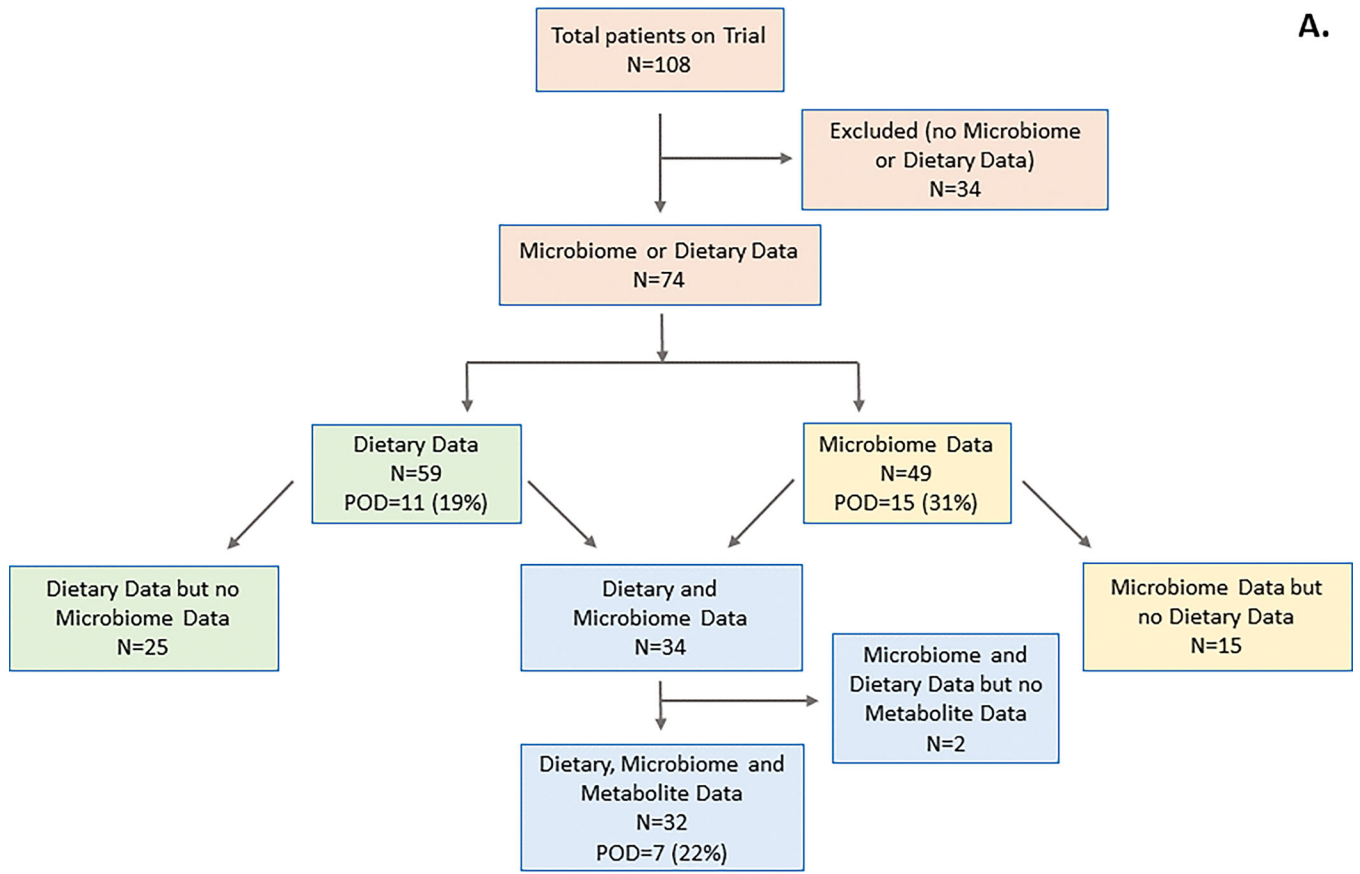 A.
Total patients on Trial
N=108
Excluded (no Microbiome
or Dietary Data)
N=34
Microbiome or Dietary Data
N=74
Dietary Data
N=59
POD=11 (19%)
Microbiome Data
N=49
POD=15 (31%)
Dietary Data but no
Microbiome Data
N=25
Dietary and
Microbiome Data
N=34
Microbiome Data but
no Dietary Data
N=15
Microbiome and
Dietary Data but no
Metabolite Data
N=2
Dietary, Microbiome and
Metabolite Data
N=32
POD=7 (22%)